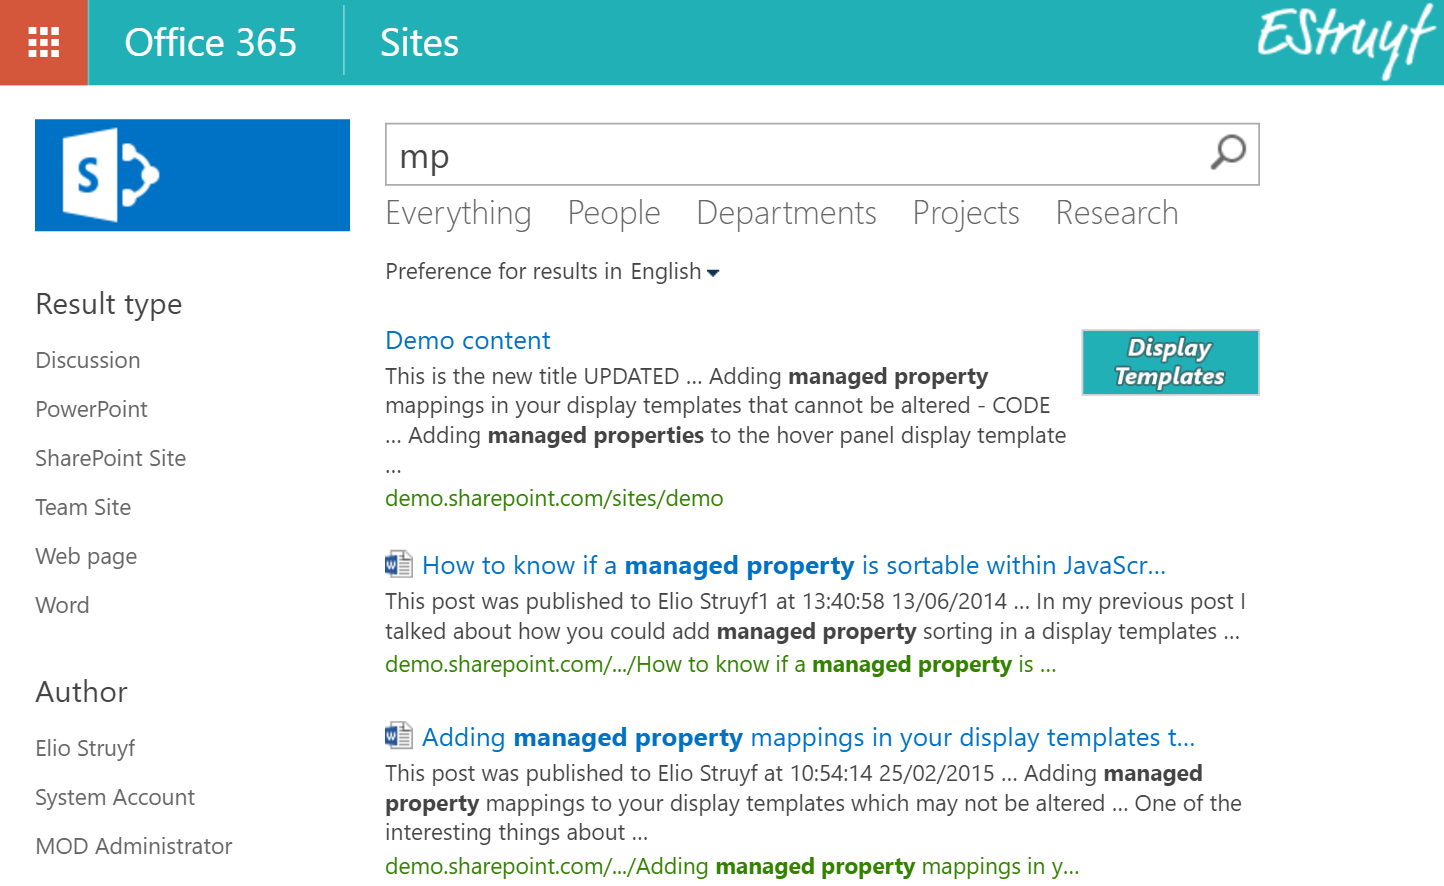 Office 365
Sites
EStruyf
S
mp
Everything People Departments Projects Research
Preference for results in English
Result type
Discussion
PowerPoint
SharePoint Site
Team Site
Web page
Word
Author
Elio Struyf
System Account
MOD Administrator
Demo content
This is the new title UPDATED ... Adding managed property
mappings in your display templates that cannot be altered - CODE
... Adding managed properties to the hover panel display template
...
demo.sharepoint.com/sites/demo
Display
Templates
How to know if a managed property is sortable within JavaScr...
This post was published to Elio Struyf1 at 13:40:58 13/06/2014 ... In my previous post I
talked about how you could add managed property sorting in a display templates ...
demo.sharepoint.com/.../How to know if a managed property is ...
Adding managed property mappings in your display templates t...
This post was published to Elio Struyf at 10:54:14 25/02/2015 ... Adding managed
property mappings to your display templates which may not be altered ... One of the
interesting things about ...
demo.sharepoint.com/.../Adding managed property mappings in y...